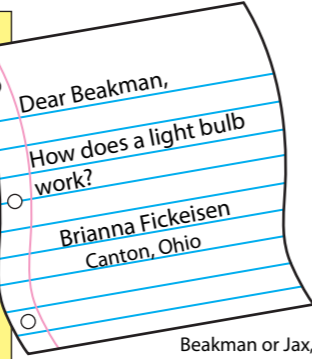 Dear Beakman,
How does a light bulb
work?
Brianna Fickeisen
Canton, Ohio
Beakman or Jax,